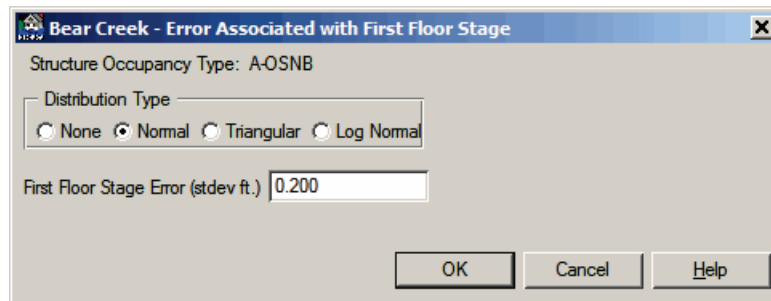 Bear Creek - Error Associated with First Floor Stage
Structure Occupancy Type: A-OSNB
Distribution Type
None Normal Triangular Log Normal
First Floor Stage Error (stdev ft.) 0.200
OK Cancel Help